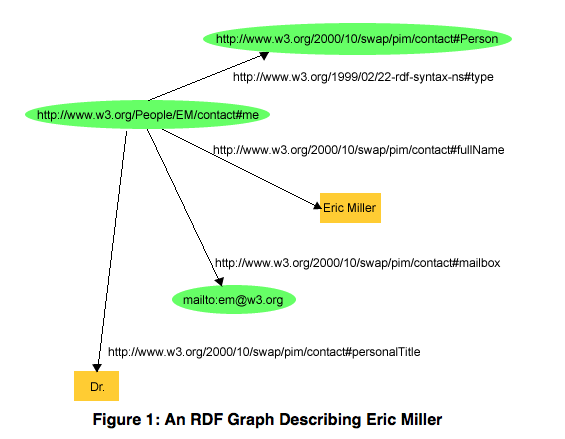 http://www.w3.org/2000/10/swap/pim/contact#Person
http://www.w3.org/1999/02/22-rdf-syntax-ns#type
http://www.w3.org/People/EM/contact#me
http://www.w3.org/2000/10/swap/pim/contact#fullName
Eric Miller
http://www.w3.org/2000/10/swap/pim/contact#mailbox
mailto:em@w3.org
http://www.w3.org/2000/10/swap/pim/contact#personalTitle
Dr.
Figure 1: An RDF Graph Describing Eric Miller